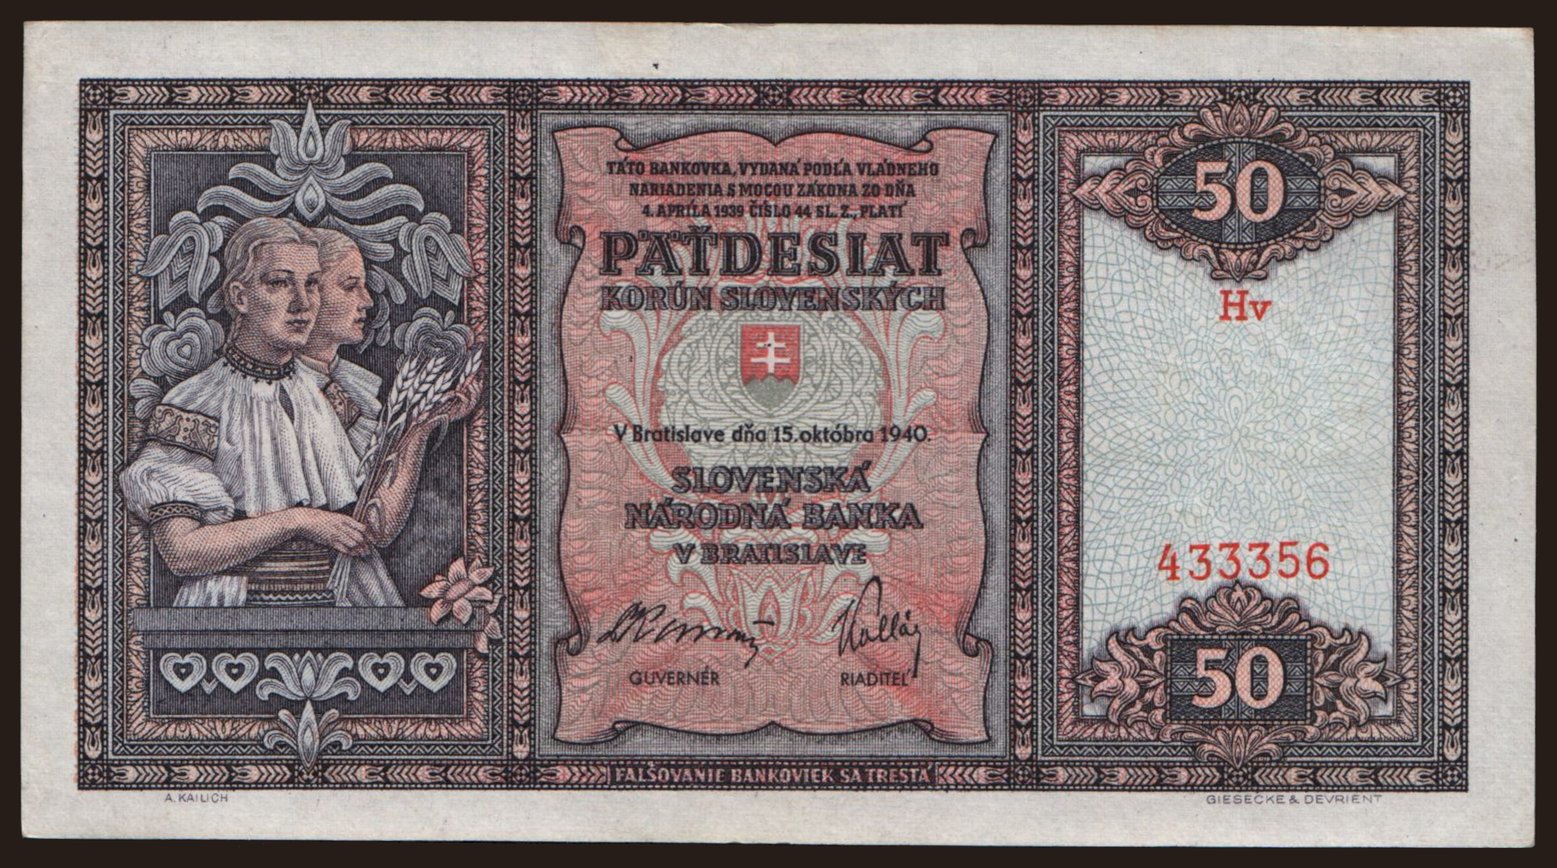 TÁTO BANKOVKA, VYDANÁ PODĽA VLÁDNEHO
NARIADENIA S MOCOU ZÁKONA ZO DŇA
4. APRÍLA 1939 ČÍSLO 44 SL. Z., PLATÍ
PÄŤDESIAT
KORÚN SLOVENSKÝCH
V Bratislave dňa 15. októbra 1940.
SLOVENSKÁ
NÁRODNÁ BANKA
V BRATISLAVE
GUVERNÉR
RIADITEĽ
FALŠOVANIE BANKOVIEK SA TRESTÁ
50
Hv
433356
50
A. KAILICH
GIESECKE & DEVRIENT